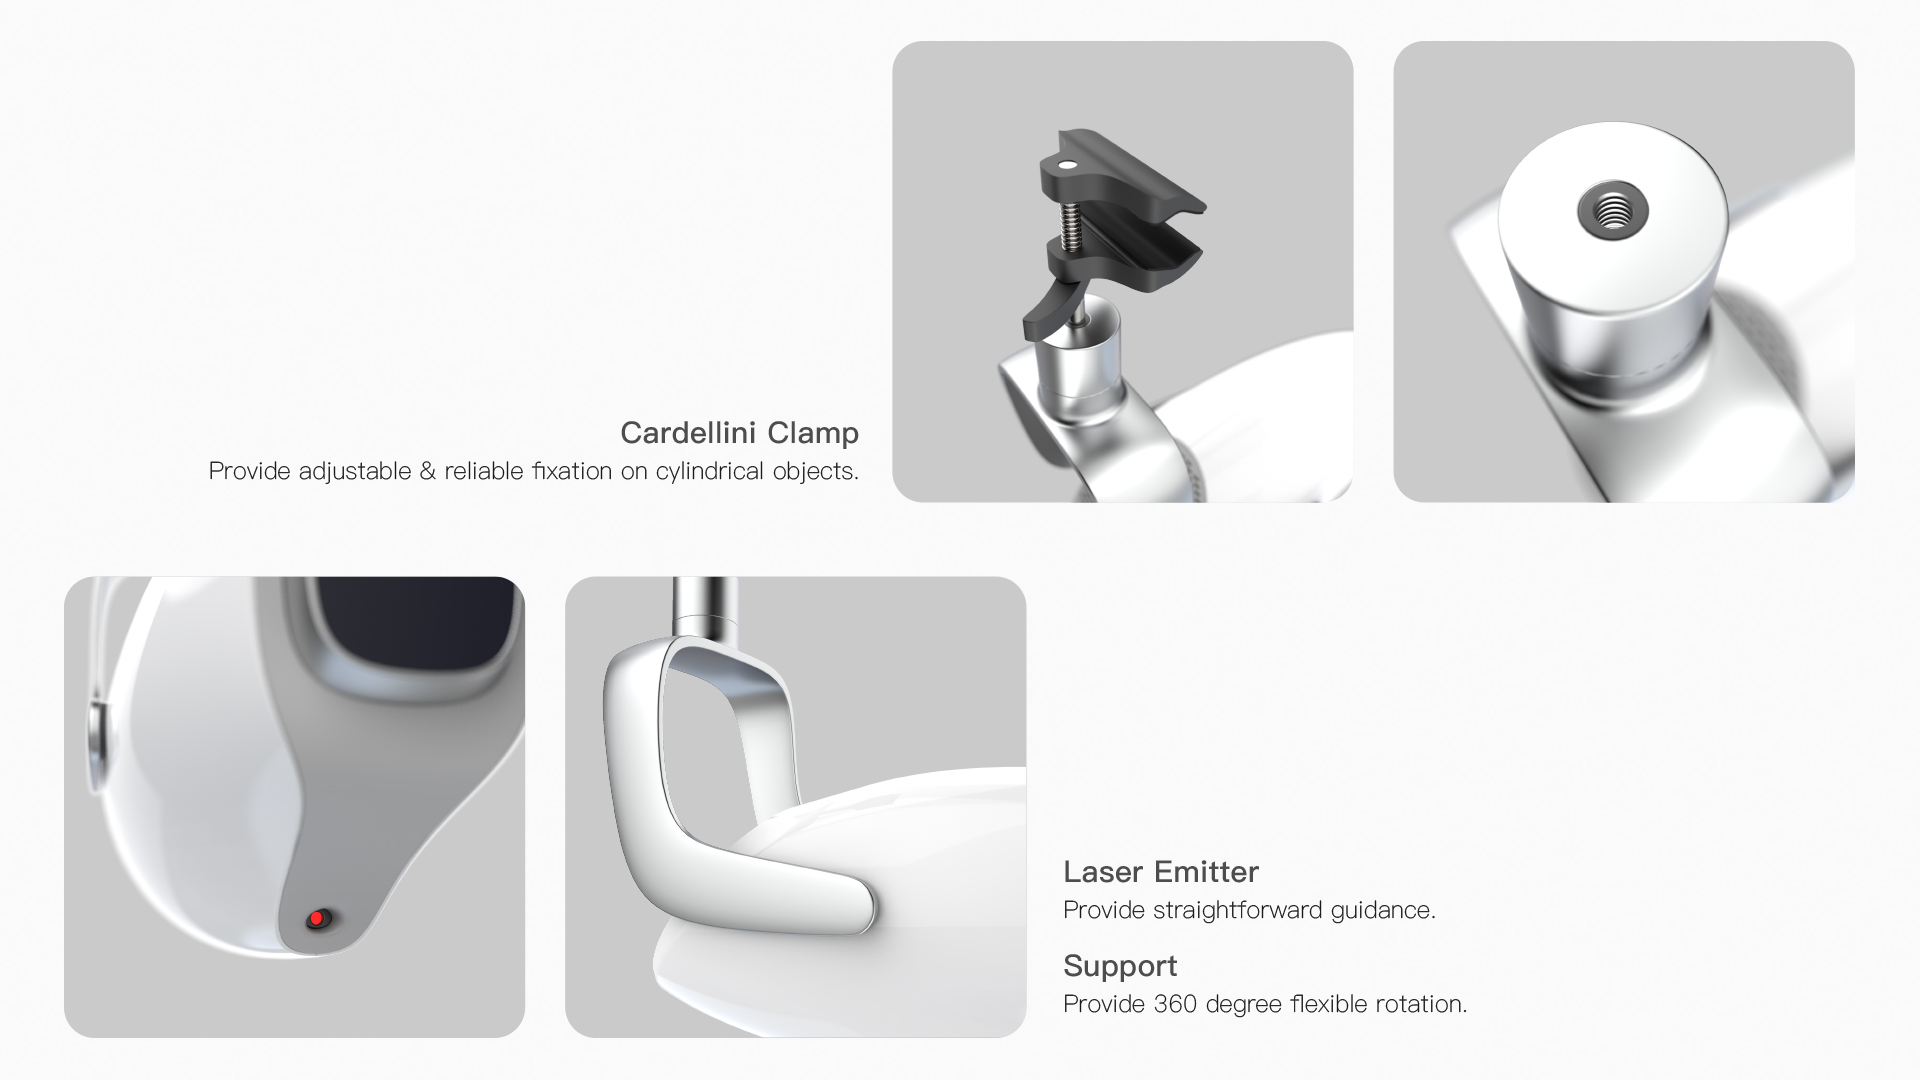 Cardellini Clamp
Provide adjustable & reliable fixation on cylindrical objects.
Laser Emitter
Provide straightforward guidance.
Support
Provide 360 degree flexible rotation.